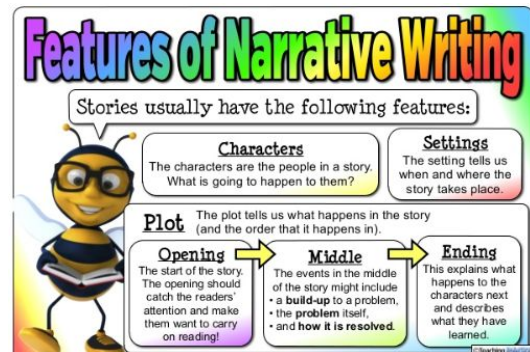 Features of Narrative Writing
Stories usually have the following features:
Characters
The characters are the people in a story.
What is going to happen to them?
Settings
The setting tells us
when and where the
story takes place.
Plot The plot tells us what happens in the story
(and the order that it happens in).
Opening
The start of the story.
The opening should
catch the readers'
attention and make
them want to carry
on reading!
Middle
The events in the middle
of the story might include
• a build-up to a problem,
• the problem itself,
• and how it is resolved.
Ending
This explains what
happens to the
characters next
and describes
what they have
learned.